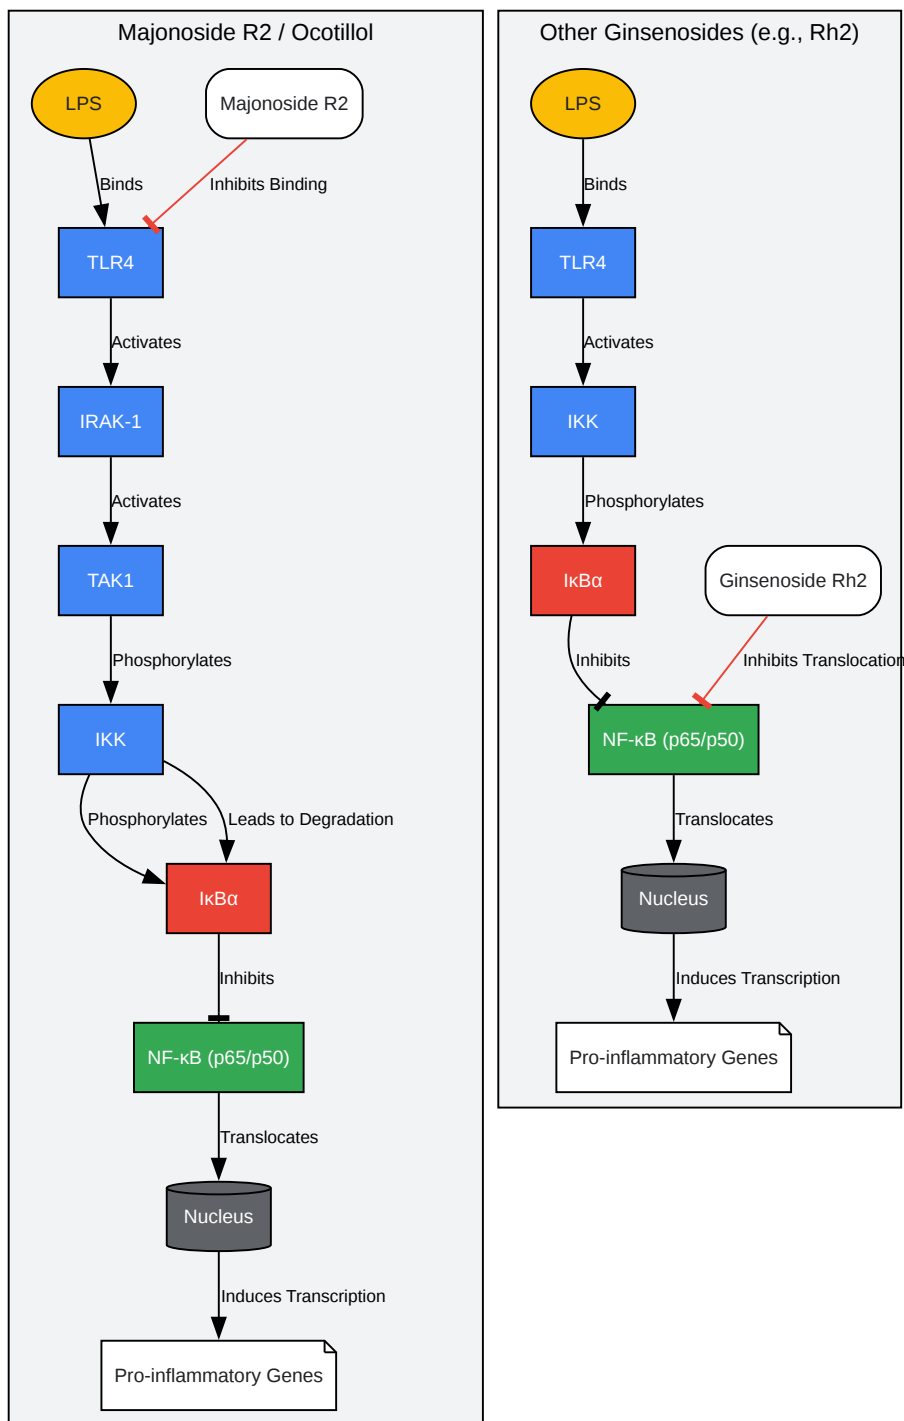 Majonoside R2 / Ocotillol
LPS
Majonoside R2
Binds
Inhibits Binding
TLR4
Activates
IRAK-1
Activates
TAK1
Phosphorylates
IKK
Phosphorylates
Leads to Degradation
IκBα
Inhibits
NF-κB (p65/p50)
Translocates
Nucleus
Induces Transcription
Pro-inflammatory Genes
Other Ginsenosides (e.g., Rh2)
LPS
Binds
TLR4
Activates
IKK
Phosphorylates
IκBα
Ginsenoside Rh2
Inhibits
Inhibits Translocation
NF-κB (p65/p50)
Translocates
Nucleus
Induces Transcription
Pro-inflammatory Genes